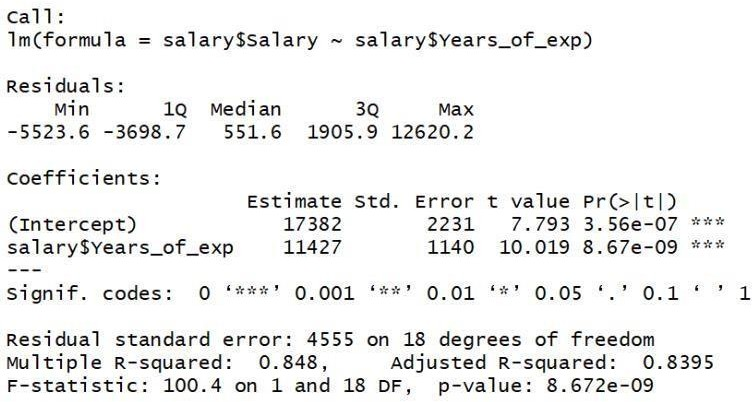 Call:
lm(formula = salary$Salary ~ salary$Years_of_exp)
Residuals:
Min 1Q Median 3Q Max
-5523.6 -3698.7 551.6 1905.9 12620.2
Coefficients:
Estimate Std. Error t value Pr(>|t|)
(Intercept) 17382 2231 7.793 3.56e-07 ***
salary$Years_of_exp 11427 1140 10.019 8.67e-09 ***
---
Signif. codes: 0 ‘***’ 0.001 ‘**’ 0.01 ‘*’ 0.05 ‘.’ 0.1 ‘ ’ 1
Residual standard error: 4555 on 18 degrees of freedom
Multiple R-squared: 0.848, Adjusted R-squared: 0.8395
F-statistic: 100.4 on 1 and 18 DF, p-value: 8.672e-09